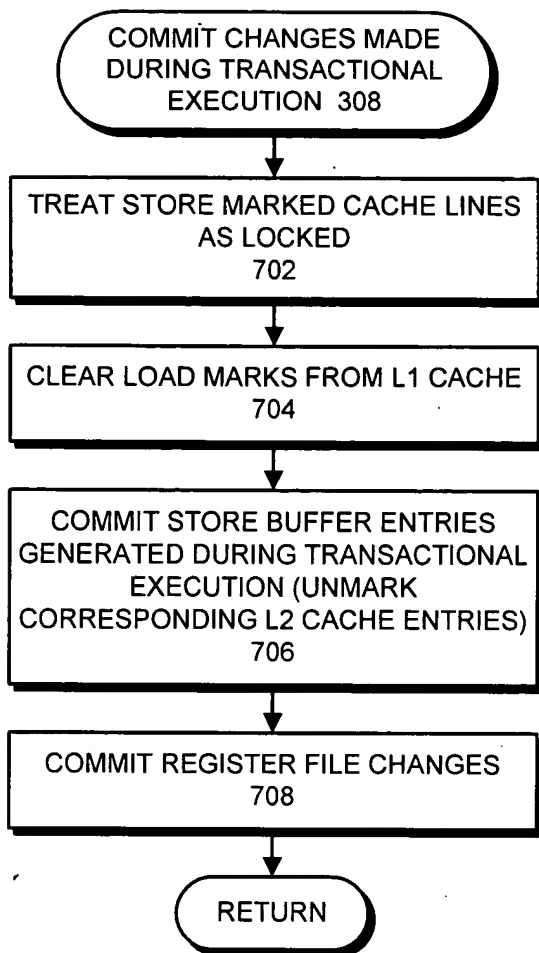 COMMIT CHANGES MADE
DURING TRANSACTIONAL
EXECUTION 308
TREAT STORE MARKED CACHE LINES
AS LOCKED
702
CLEAR LOAD MARKS FROM L1 CACHE
704
COMMIT STORE BUFFER ENTRIES
GENERATED DURING TRANSACTIONAL
EXECUTION (UNMARK
CORRESPONDING L2 CACHE ENTRIES)
706
COMMIT REGISTER FILE CHANGES
708
RETURN